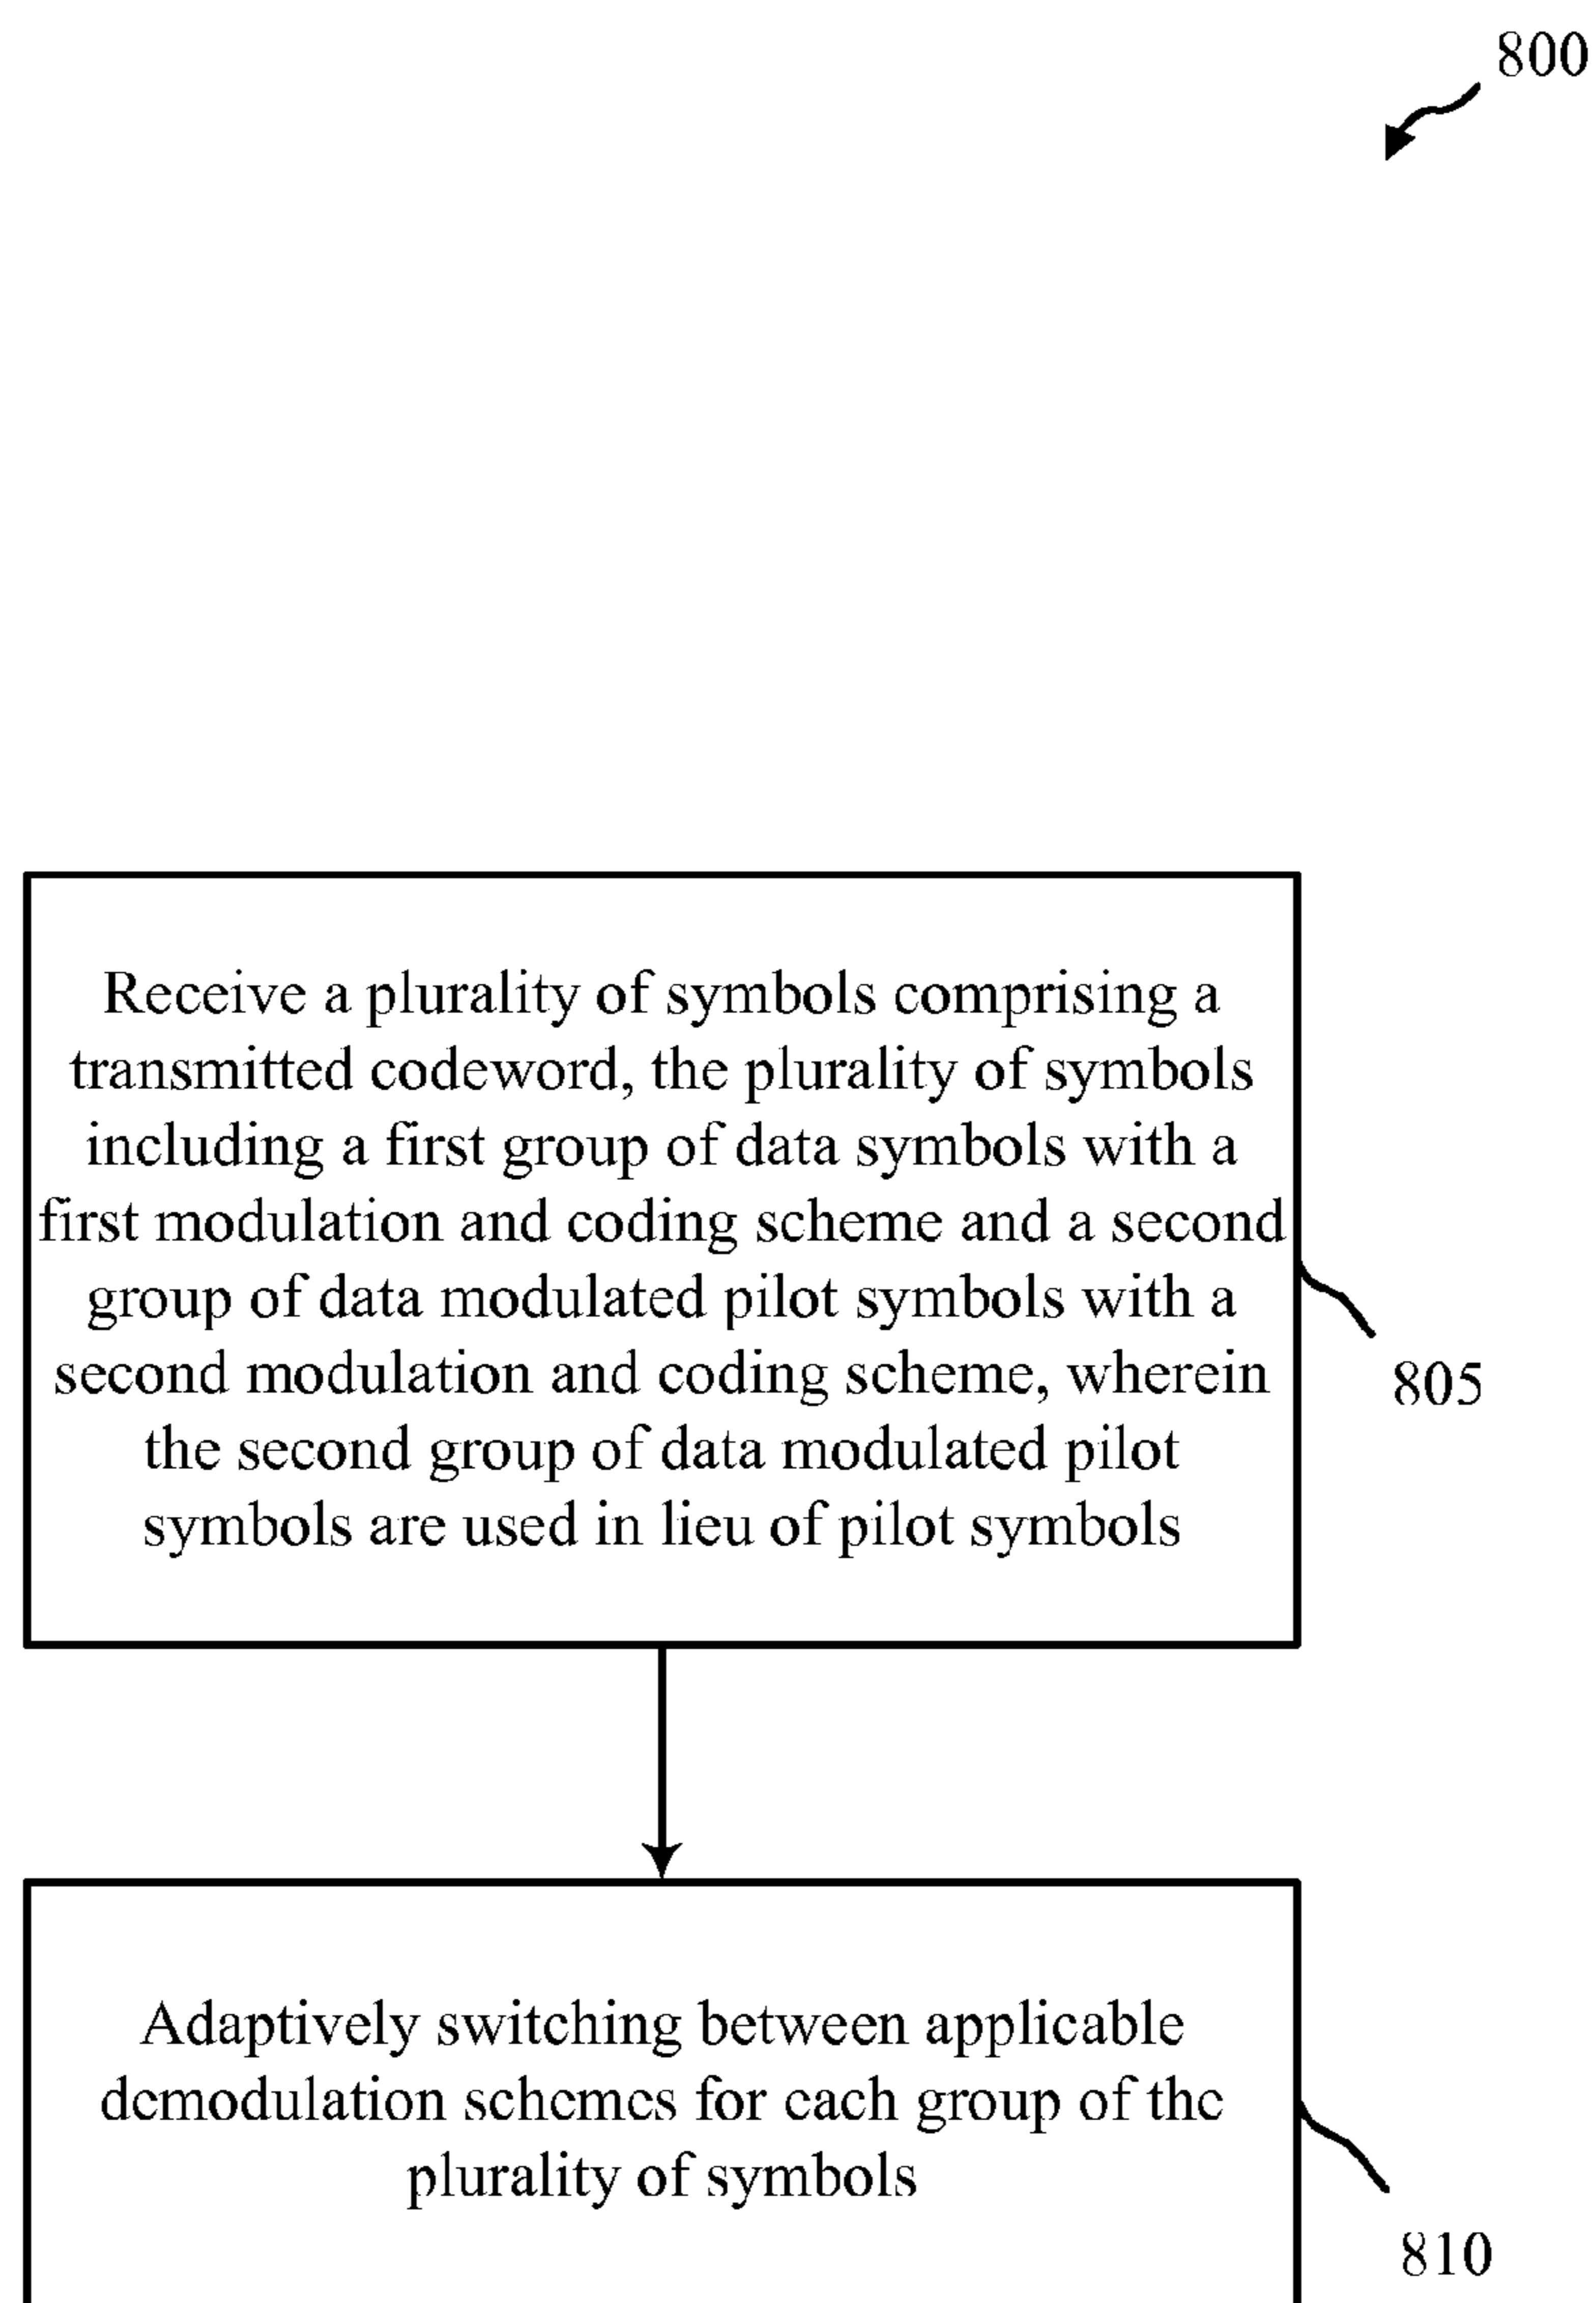 800
Receive a plurality of symbols comprising a
transmitted codeword, the plurality of symbols
including a first group of data symbols with a
first modulation and coding scheme and a second
group of data modulated pilot symbols with a
second modulation and coding scheme, wherein
the second group of data modulated pilot
symbols are used in lieu of pilot symbols
805
Adaptively switching between applicable
demodulation schemes for each group of the
plurality of symbols
810